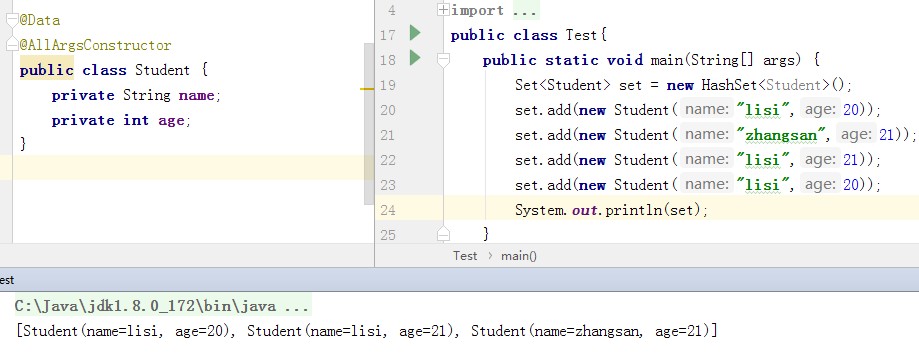 @Data
@AllArgsConstructor
public class Student {
    private String name;
    private int age;
}
4 import ...
17 public class Test{
18 public static void main(String[] args) {
19 Set<Student> set = new HashSet<Student>();
20 set.add(new Student( name: "lisi", age: 20));
21 set.add(new Student( name: "zhangsan", age: 21));
22 set.add(new Student( name: "lisi", age: 21));
23 set.add(new Student( name: "lisi", age: 20));
24 System.out.println(set);
25 }
Test › main()
est
C:\Java\jdk1.8.0_172\bin\java ...
[Student(name=lisi, age=20), Student(name=lisi, age=21), Student(name=zhangsan, age=21)]